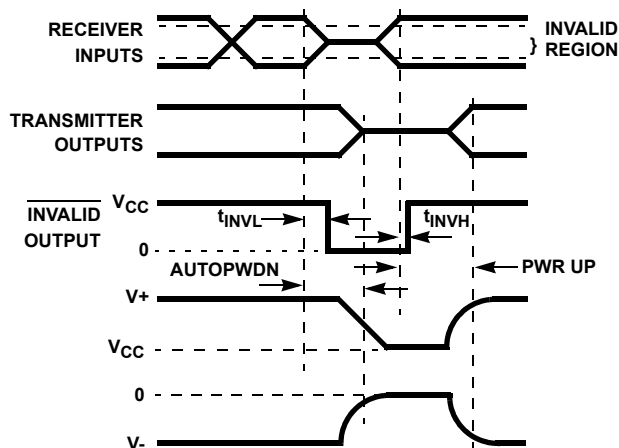 RECEIVER
INPUTS
} INVALID
REGION
TRANSMITTER
OUTPUTS
INVALID
OUTPUT
VCC
0
tINVL
tINVH
AUTOPWDN
PWR UP
V+
VCC
0
V-